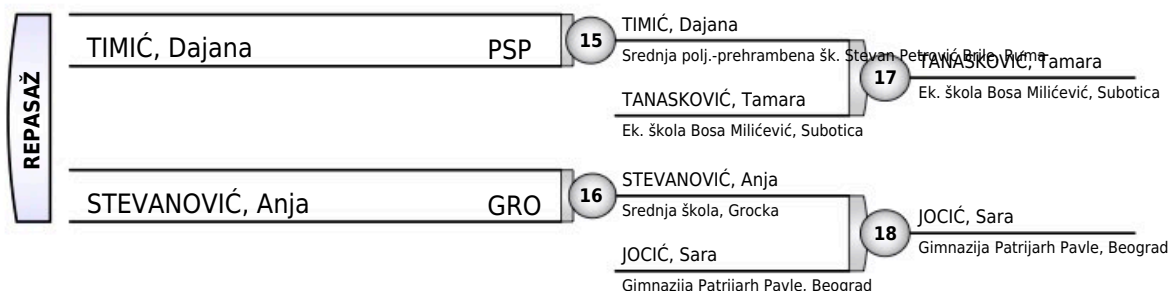 REPASAŽ
TIMIĆ, Dajana PSP
15
TIMIĆ, Dajana
Srednja polj.-prehrambena šk. Stevan Petrović Brile, Ruma
TANASKOVIĆ, Tamara
Ek. škola Bosa Milićević, Subotica
17
TANASKOVIĆ, Tamara
Ek. škola Bosa Milićević, Subotica
STEVANOVIĆ, Anja GRO
16
STEVANOVIĆ, Anja
Srednja škola, Grocka
JOCIĆ, Sara
Gimnazija Patrijarh Pavle, Beograd
18
JOCIĆ, Sara
Gimnazija Patrijarh Pavle, Beograd